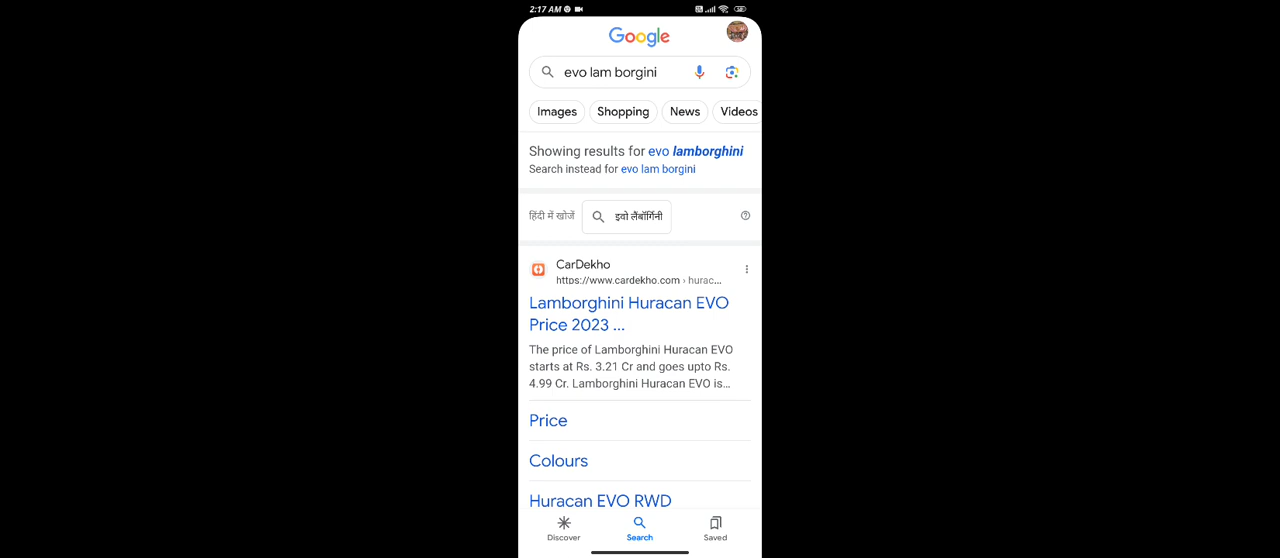 2:17 AM
Google
evo lam borgini
Images Shopping News Videos
Showing results for evo lamborghini
Search instead for evo lam borgini
हिंदी में खोजें इवो लैंबॉर्गिनी
CarDekho
https://www.cardekho.com › hurac...
Lamborghini Huracan EVO
Price 2023 ...
The price of Lamborghini Huracan EVO
starts at Rs. 3.21 Cr and goes upto Rs.
4.99 Cr. Lamborghini Huracan EVO is...
Price
Colours
Huracan EVO RWD
Discover Search Saved